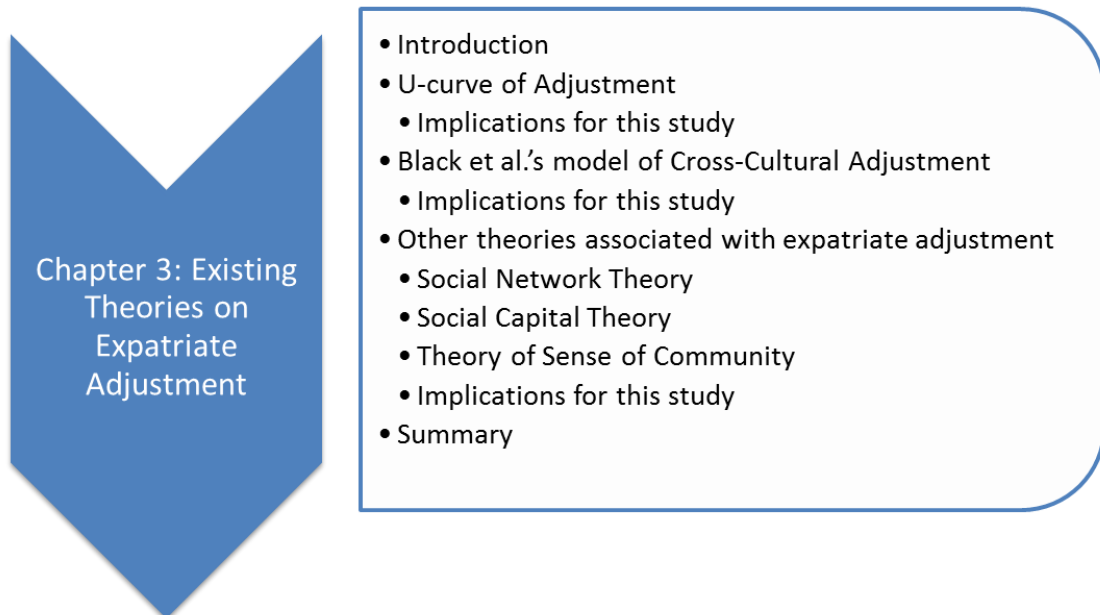 Chapter 3: Existing
Theories on
Expatriate
Adjustment
• Introduction
• U-curve of Adjustment
• Implications for this study
• Black et al.'s model of Cross-Cultural Adjustment
• Implications for this study
• Other theories associated with expatriate adjustment
• Social Network Theory
• Social Capital Theory
• Theory of Sense of Community
• Implications for this study
• Summary